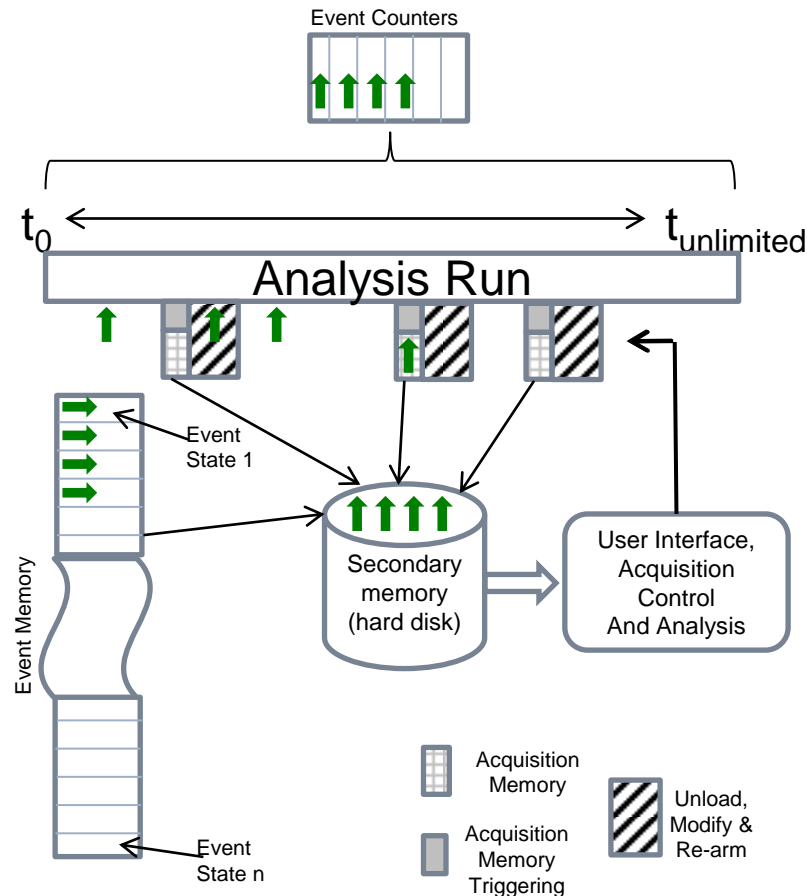 Event Counters
t0
tunlimited
Analysis Run
Event
State 1
Event Memory
Secondary
memory
(hard disk)
User Interface,
Acquisition
Control
And Analysis
Acquisition
Memory
Acquisition
Memory
Triggering
Unload,
Modify &
Re-arm
Event
State n